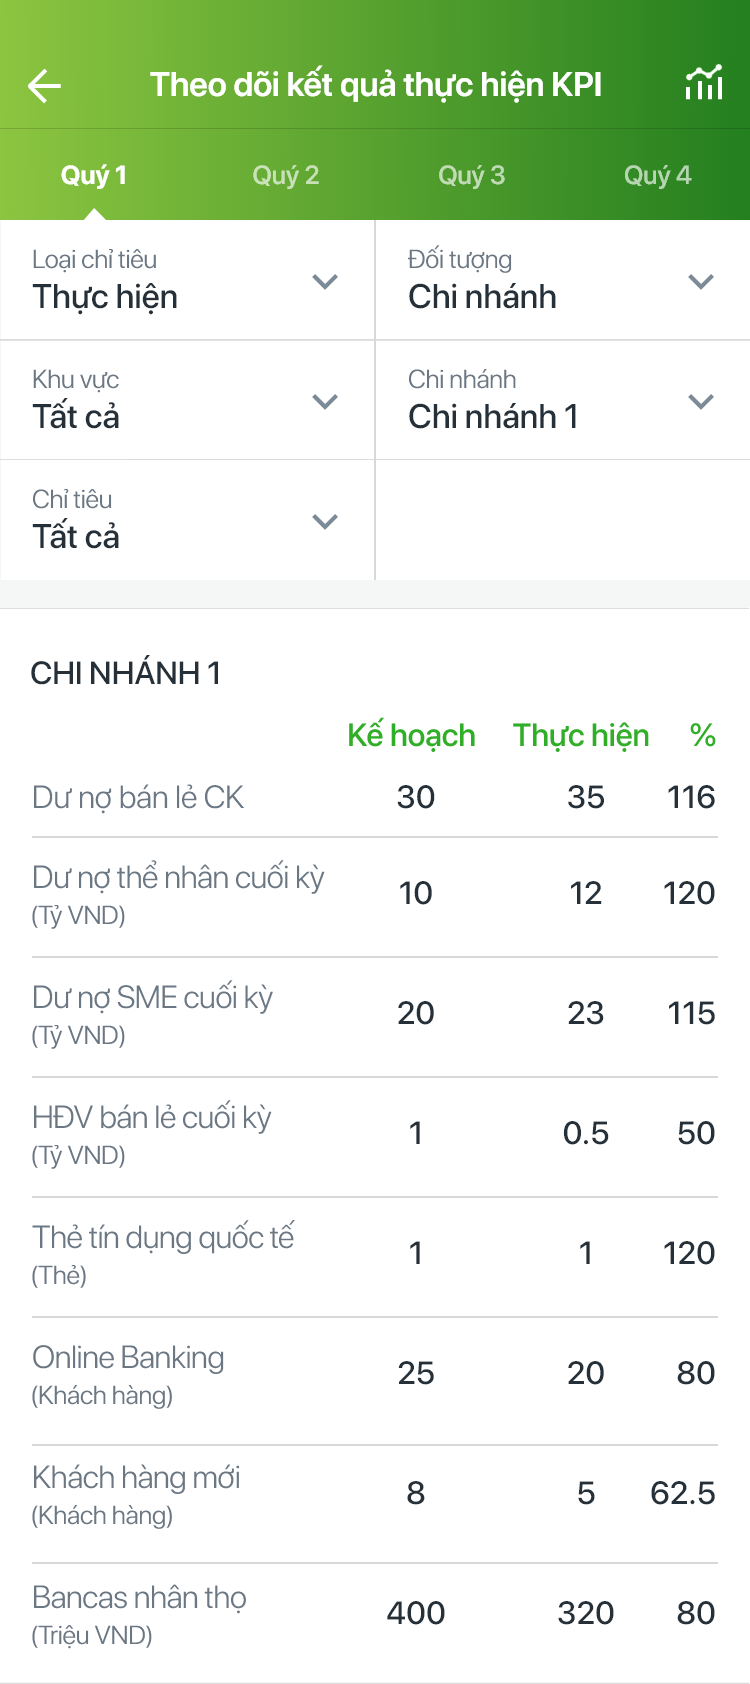 Theo dõi kết quả thực hiện KPI
Quý 1 Quý 2 Quý 3 Quý 4
Loại chỉ tiêu Đối tượng
Thực hiện Chi nhánh
Khu vực Chi nhánh
Tất cả Chi nhánh 1
Chỉ tiêu
Tất cả
CHI NHÁNH 1
Kế hoạch Thực hiện %
Dư nợ bán lẻ CK 30 35 116
Dư nợ thể nhân cuối kỳ 10 12 120
(Tỷ VND)
Dư nợ SME cuối kỳ 20 23 115
(Tỷ VND)
HĐV bán lẻ cuối kỳ 1 0.5 50
(Tỷ VND)
Thẻ tín dụng quốc tế 1 1 120
(Thẻ)
Online Banking 25 20 80
(Khách hàng)
Khách hàng mới 8 5 62.5
(Khách hàng)
Bancas nhân thọ 400 320 80
(Triệu VND)